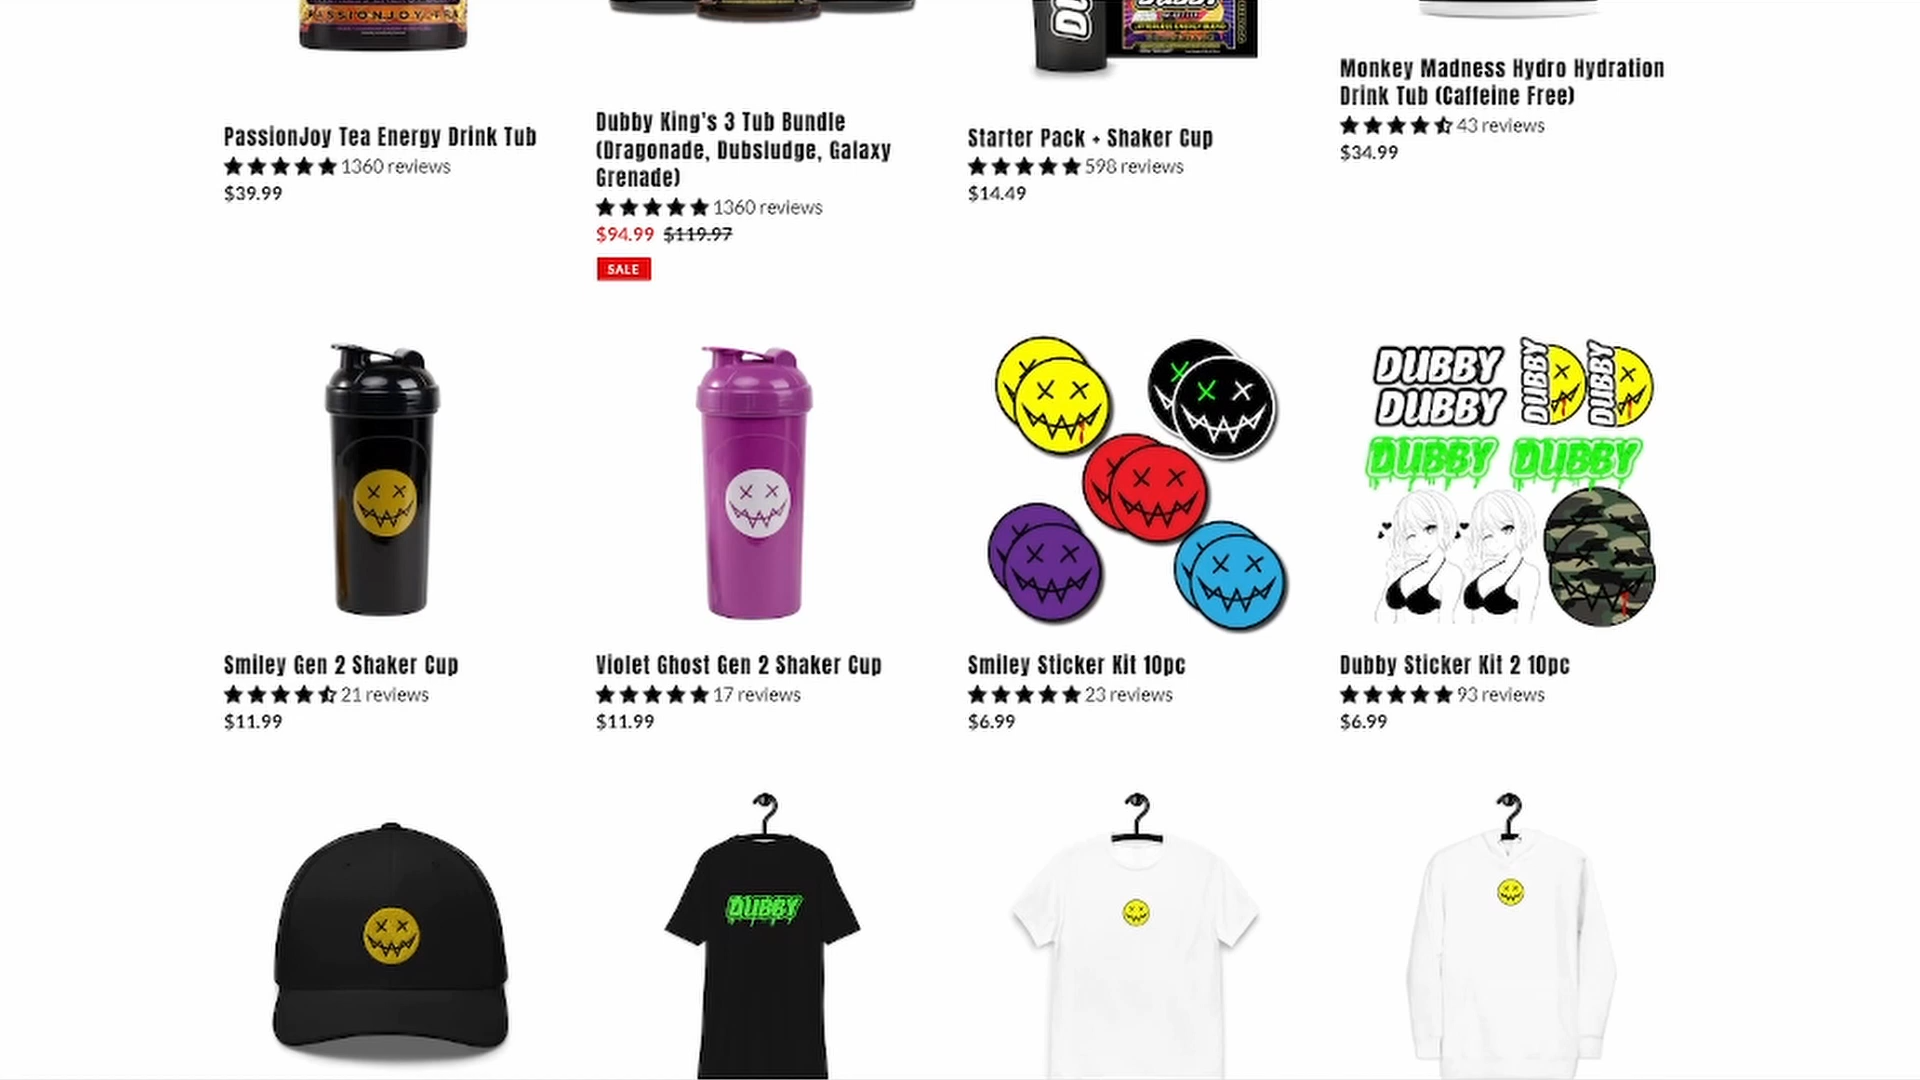 PASSIONJOY TEA
DUBBY
PassionJoy Tea Energy Drink Tub
1360 reviews
$39.99
Dubby King's 3 Tub Bundle
(Dragonade, Dubsludge, Galaxy
Grenade)
1360 reviews
$94.99 $119.97
SALE
Starter Pack + Shaker Cup
598 reviews
$14.49
Monkey Madness Hydro Hydration
Drink Tub (Caffeine Free)
43 reviews
$34.99
DUBBY
DUBBY
DUBBY
DUBBY
DUBBY DUBBY
Smiley Gen 2 Shaker Cup
21 reviews
$11.99
Violet Ghost Gen 2 Shaker Cup
17 reviews
$11.99
Smiley Sticker Kit 10pc
23 reviews
$6.99
Dubby Sticker Kit 2 10pc
93 reviews
$6.99
DUBBY